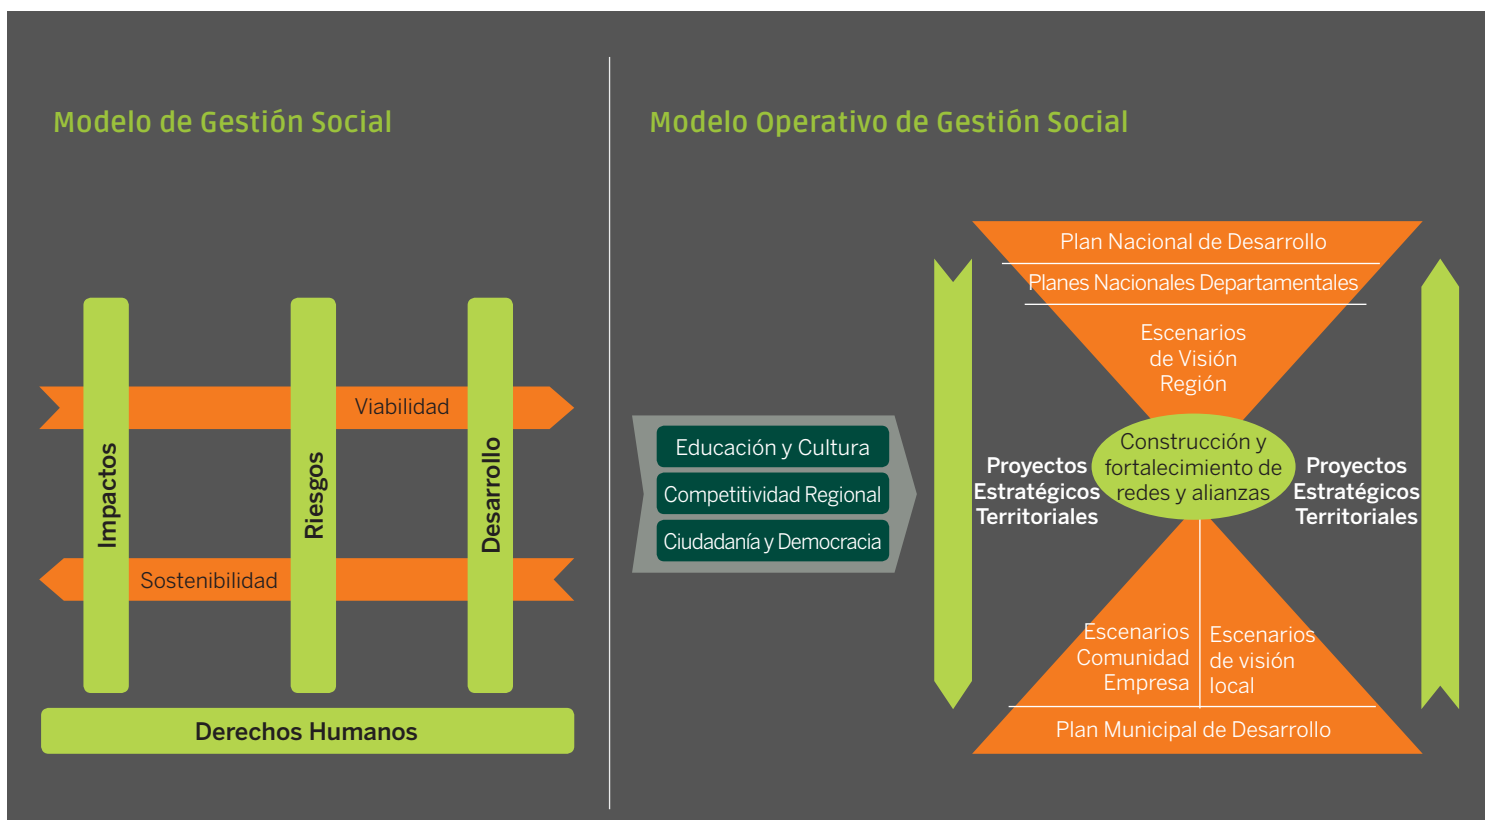 Modelo de Gestión Social
Viabilidad
Impactos
Riesgos
Desarrollo
Sostenibilidad
Derechos Humanos
Modelo Operativo de Gestión Social
Educación y Cultura
Competitividad Regional
Ciudadanía y Democracia
Plan Nacional de Desarrollo
Planes Nacionales Departamentales
Escenarios
de Visión
Región
Proyectos
Estratégicos
Territoriales
Construcción y
fortalecimiento de
redes y alianzas
Proyectos
Estratégicos
Territoriales
Escenarios
Comunidad
Empresa
Escenarios
de visión
local
Plan Municipal de Desarrollo